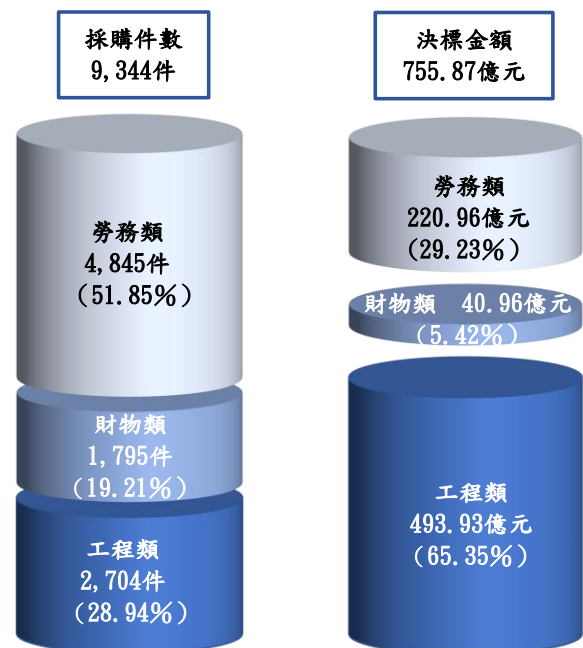 採購件數
9,344件
勞務類
4,845件
(51.85%)
財物類
1,795件
(19.21%)
工程類
2,704件
(28.94%)
決標金額
755.87億元
勞務類
220.96億元
(29.23%)
財物類 40.96億元
(5.42%)
工程類
493.93億元
(65.35%)